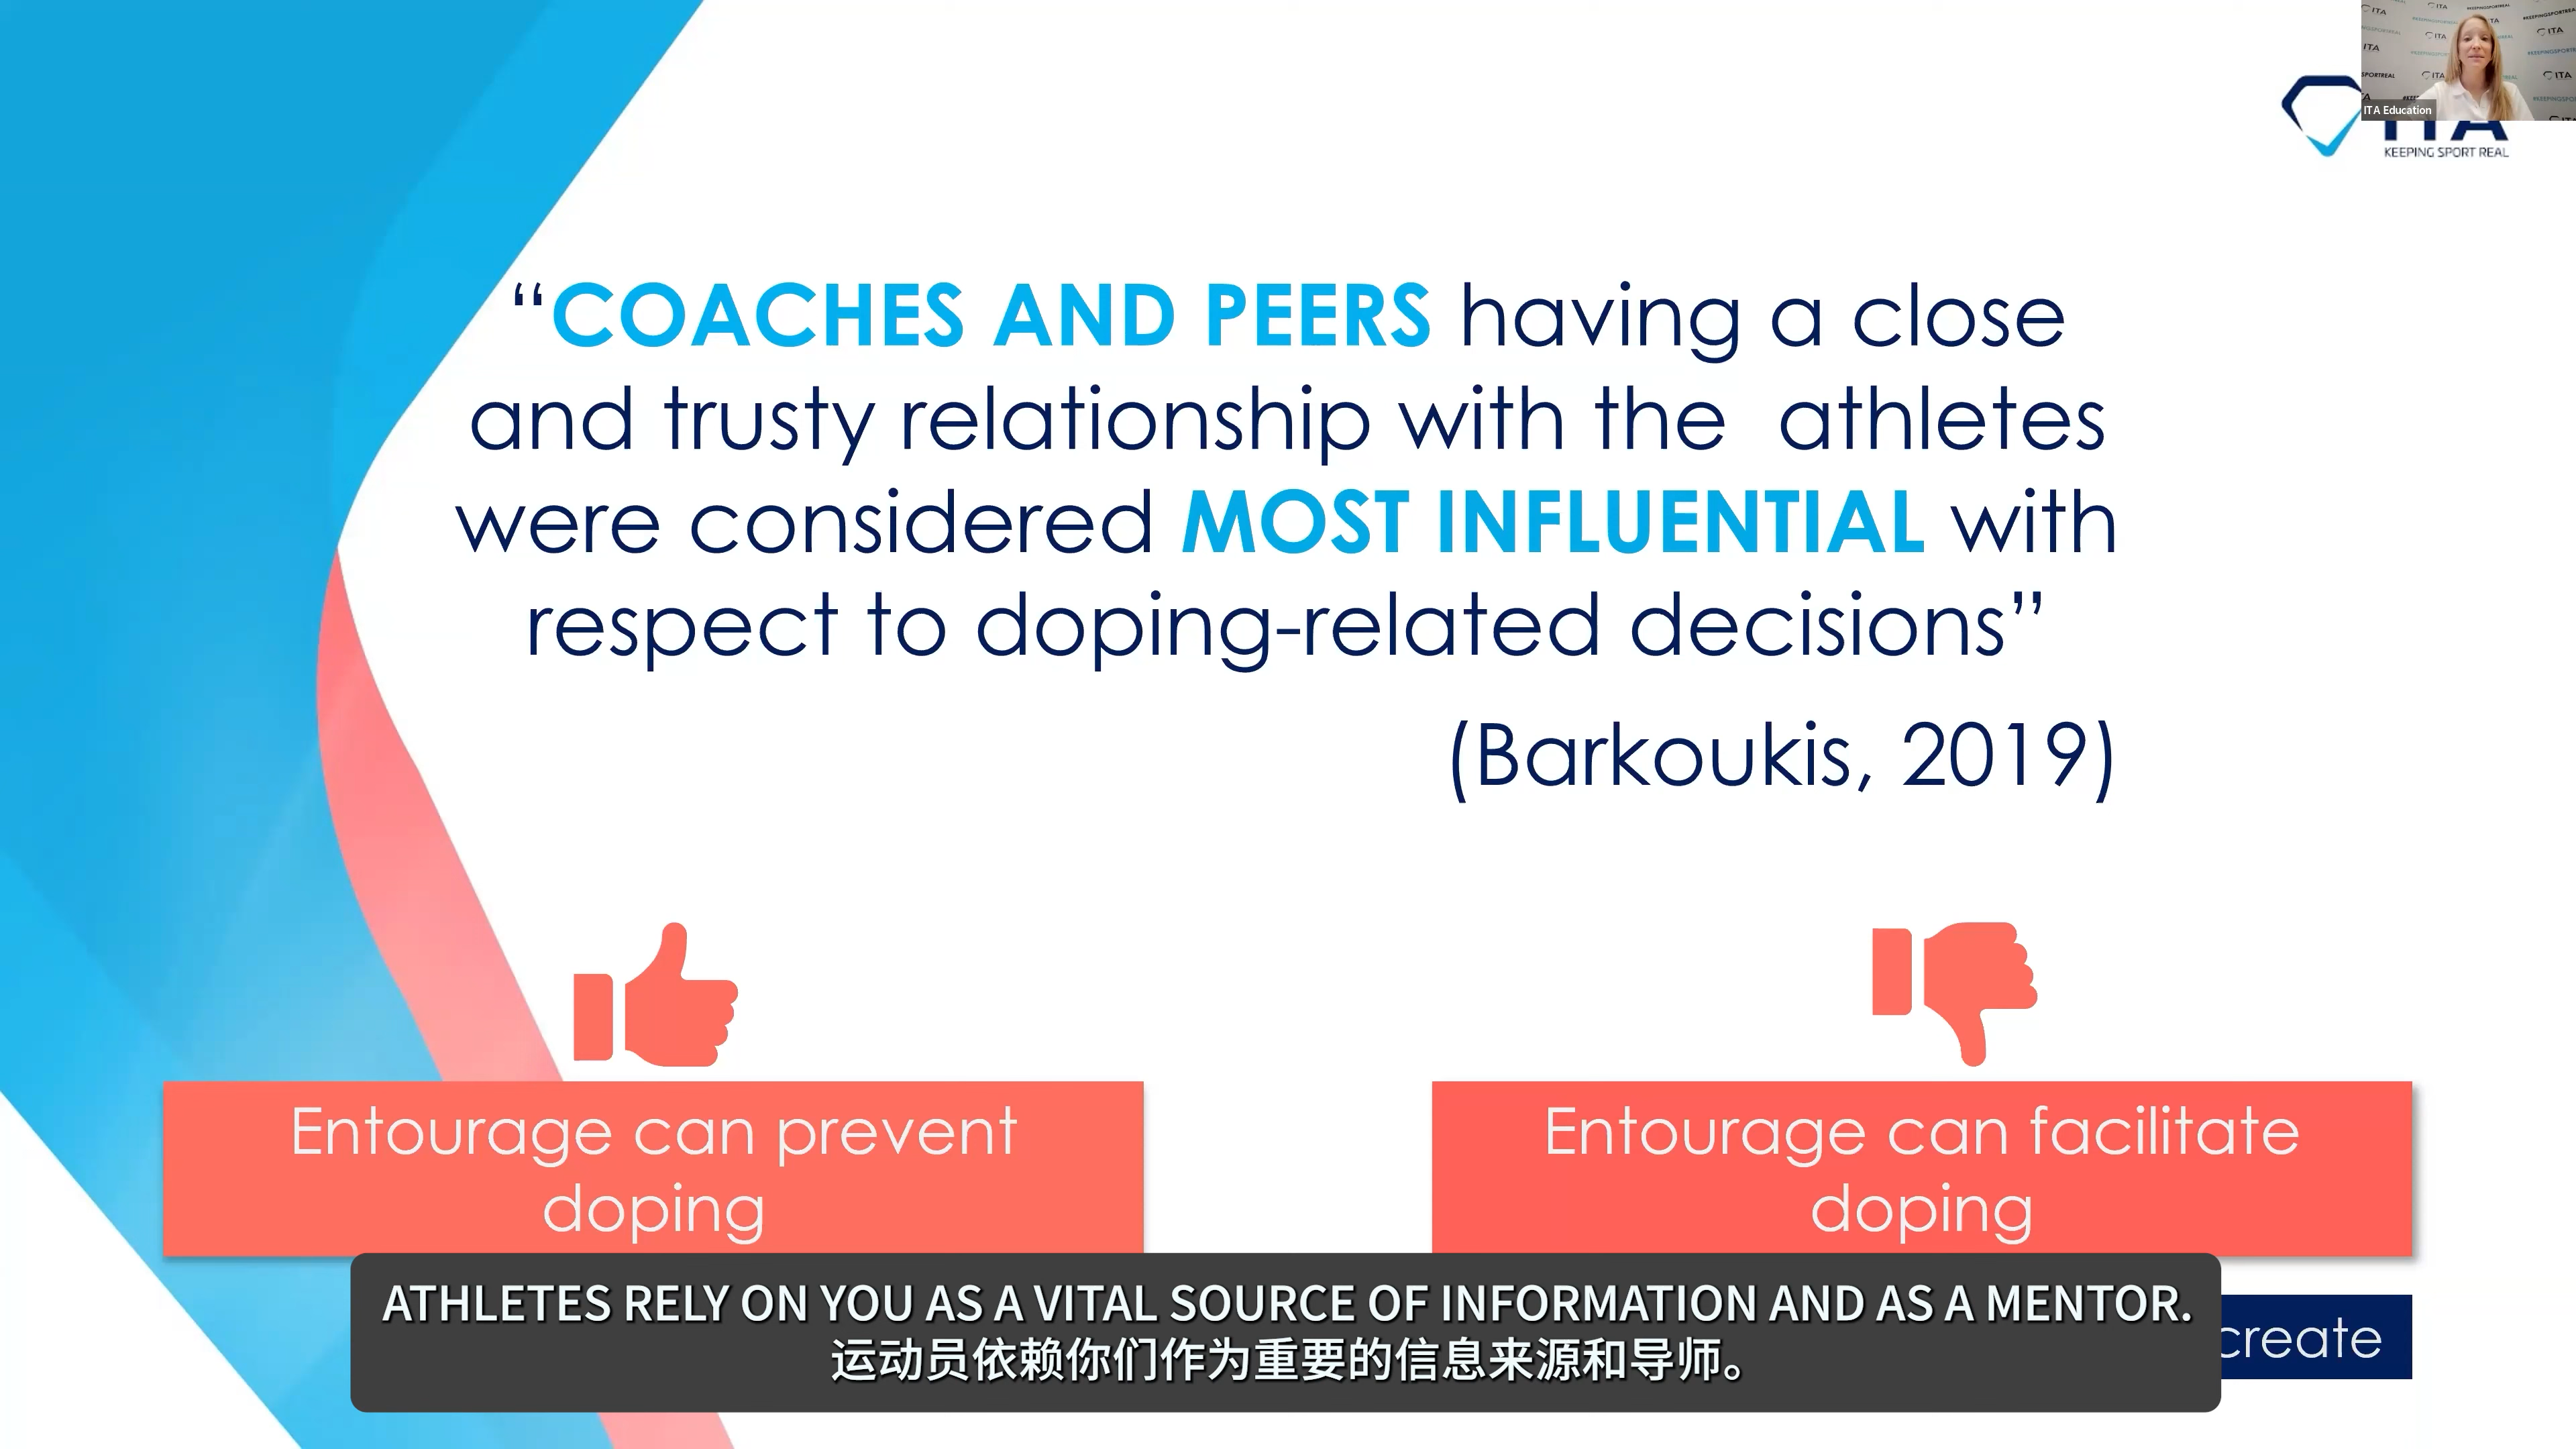 ITA Education
KEEPING SPORT REAL
“COACHES AND PEERS having a close
and trusty relationship with the athletes
were considered MOST INFLUENTIAL with
respect to doping-related decisions”
(Barkoukis, 2019)
Entourage can prevent
doping
Entourage can facilitate
doping
create
ATHLETES RELY ON YOU AS A VITAL SOURCE OF INFORMATION AND AS A MENTOR.
运动员依赖你们作为重要的信息来源和导师。